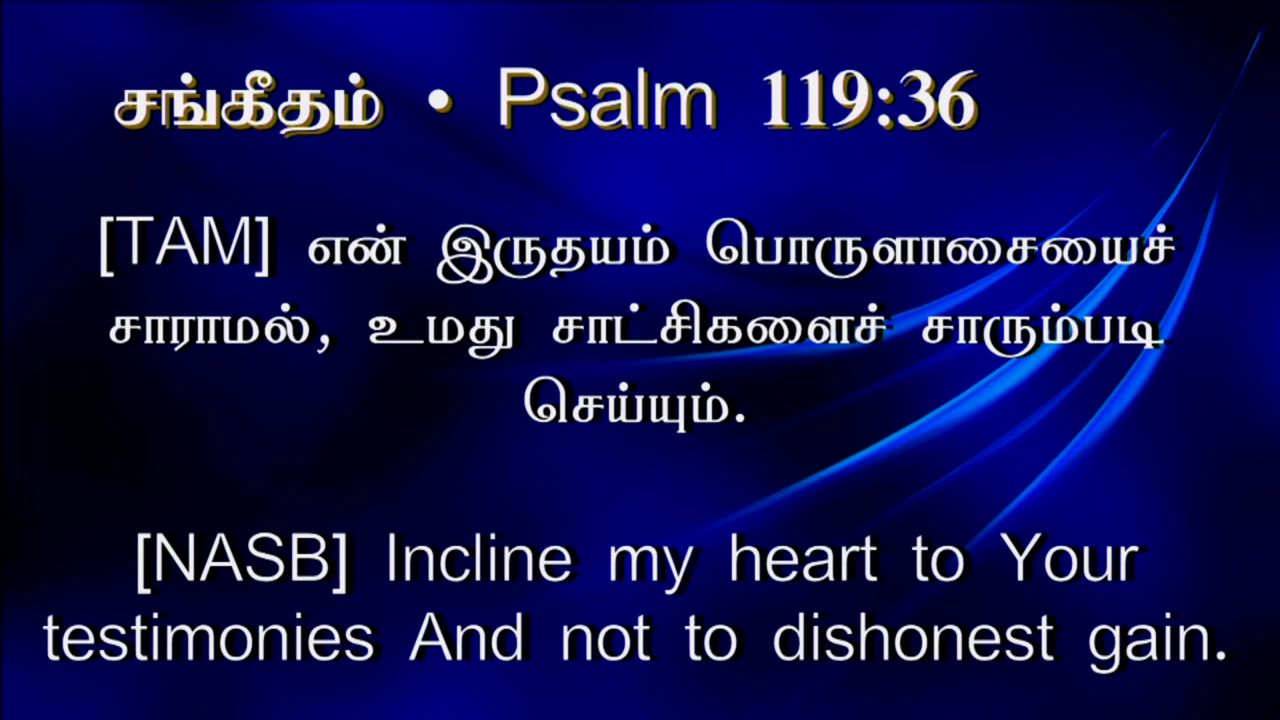 சங்கீதம் • Psalm 119:36
[TAM] என் இருதயம் பொருளாசையைச்
சாராமல், உமது சாட்சிகளைச் சாரும்படி
செய்யும்.
[NASB] Incline my heart to Your
testimonies And not to dishonest gain.